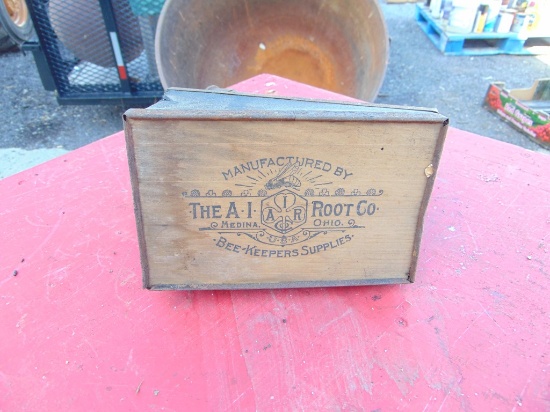 MANUFACTURED BY
THE A·I· ROOT CO·
A I R
MEDINA, OHIO.
U·S·A·
·BEE-KEEPERS SUPPLIES·